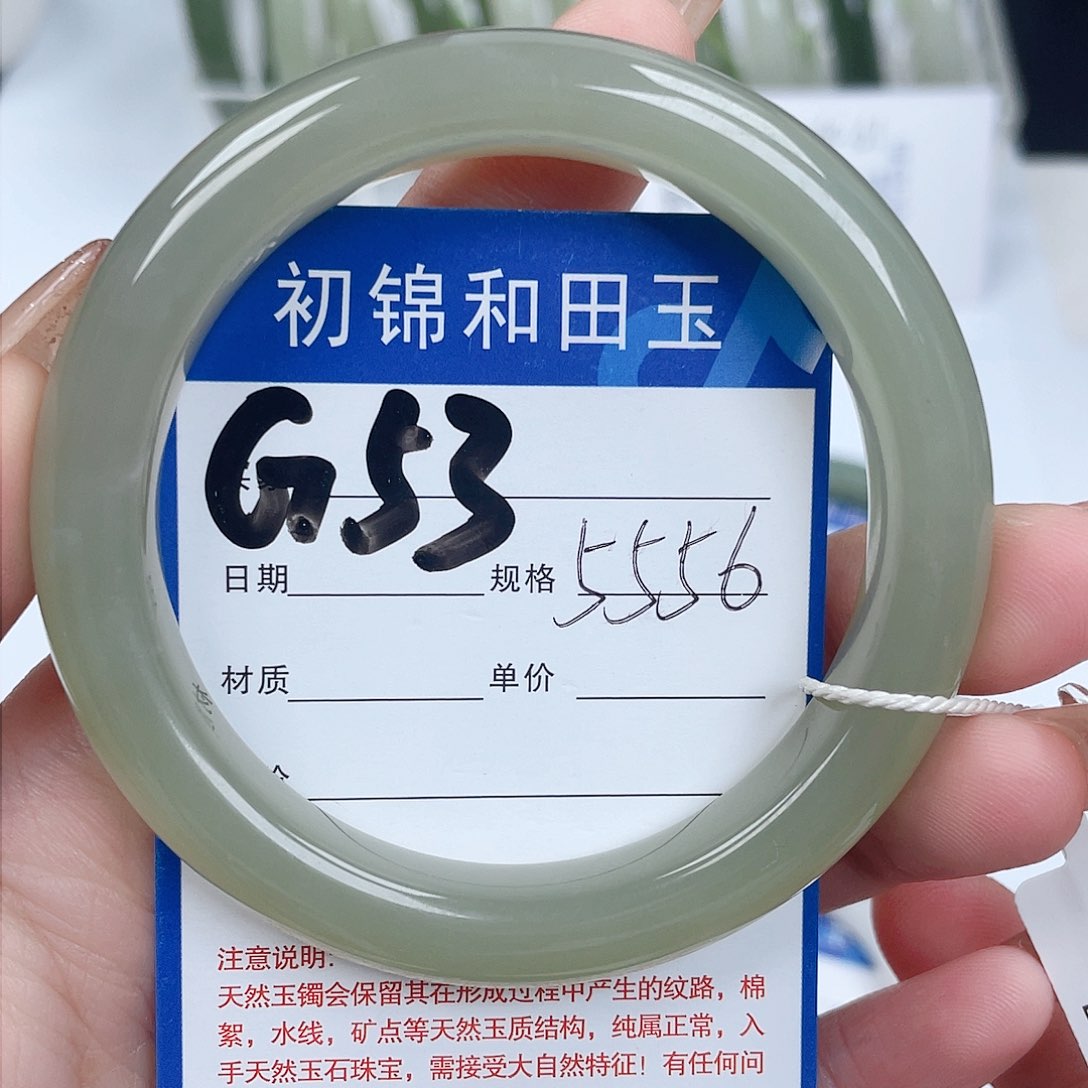 初锦和田玉
G.53
日期 规格 5556
材质 单价
注意说明:
天然玉镯会保留其在形成过程中产生的纹路，棉
絮，水线，矿点等天然玉质结构，纯属正常，入
手天然玉石珠宝，需接受大自然特征！有任何问